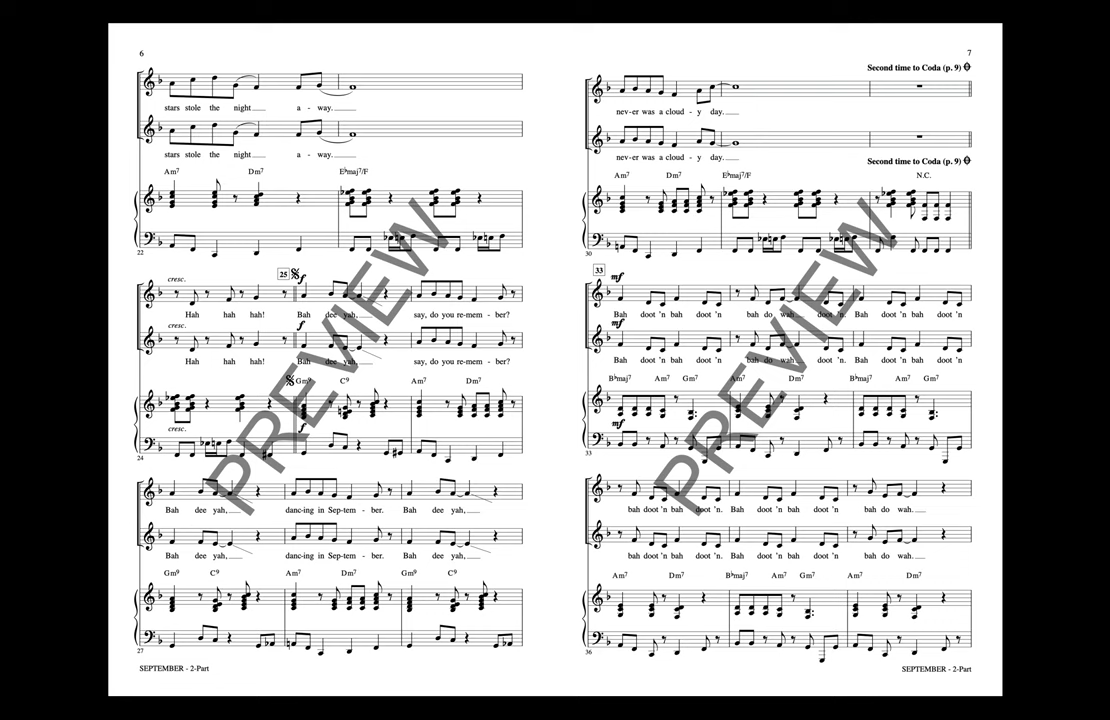 6
stars stole the night a - way.
stars stole the night a - way.
Am7 Dm7 E♭maj7/F
22
cresc. 25 f
Hah hah hah! Bah dee yah, say, do you re-mem - ber?
cresc. f
Hah hah hah! Bah dee yah, say, do you re-mem - ber?
Gm9 C9 Am7 Dm7
cresc. f
24
Bah dee yah, danc-ing in Sep-tem - ber. Bah dee yah,
Bah dee yah, danc-ing in Sep-tem - ber. Bah dee yah,
Gm9 C9 Am7 Dm7 Gm9 C9
27
SEPTEMBER - 2-Part
7
Second time to Coda (p. 9)
nev-er was a cloud - y day.
nev-er was a cloud - y day.
Second time to Coda (p. 9)
Am7 Dm7 E♭maj7/F N.C.
30
33 mf
Bah doot 'n bah doot 'n bah do wah doot 'n. Bah doot 'n bah doot 'n
mf
Bah doot 'n bah doot 'n bah do wah doot 'n. Bah doot 'n bah doot 'n
B♭maj7 Am7 Gm7 Am7 Dm7 B♭maj7 Am7 Gm7
mf
33
bah doot 'n bah doot 'n. Bah doot 'n bah doot 'n bah do wah.
bah doot 'n bah doot 'n. Bah doot 'n bah doot 'n bah do wah.
Am7 Dm7 B♭maj7 Am7 Gm7 Am7 Dm7
36
SEPTEMBER - 2-Part
PREVIEW
PREVIEW